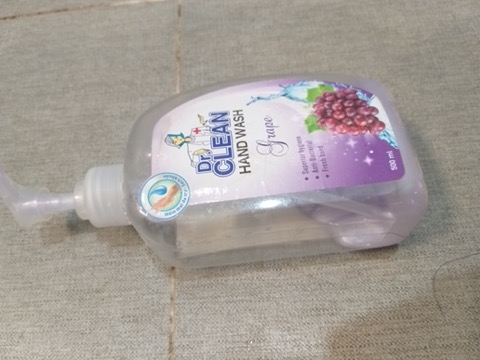 Dr.
CLEAN
HAND WASH
Grape
• Superior hygiene
• Anti-Bacterial
500 ml